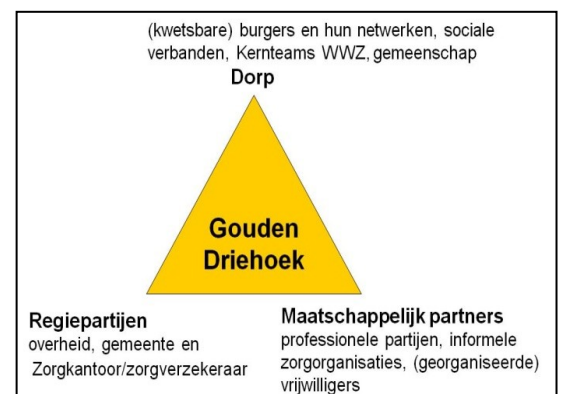 (kwetsbare) burgers en hun netwerken, sociale
verbanden, Kernteams WWZ, gemeenschap
Dorp
Gouden
Driehoek
Regiepartijen
overheid, gemeente en
Zorgkantoor/zorgverzekeraar
Maatschappelijk partners
professionele partijen, informele
zorgorganisaties, (georganiseerde)
vrijwilligers